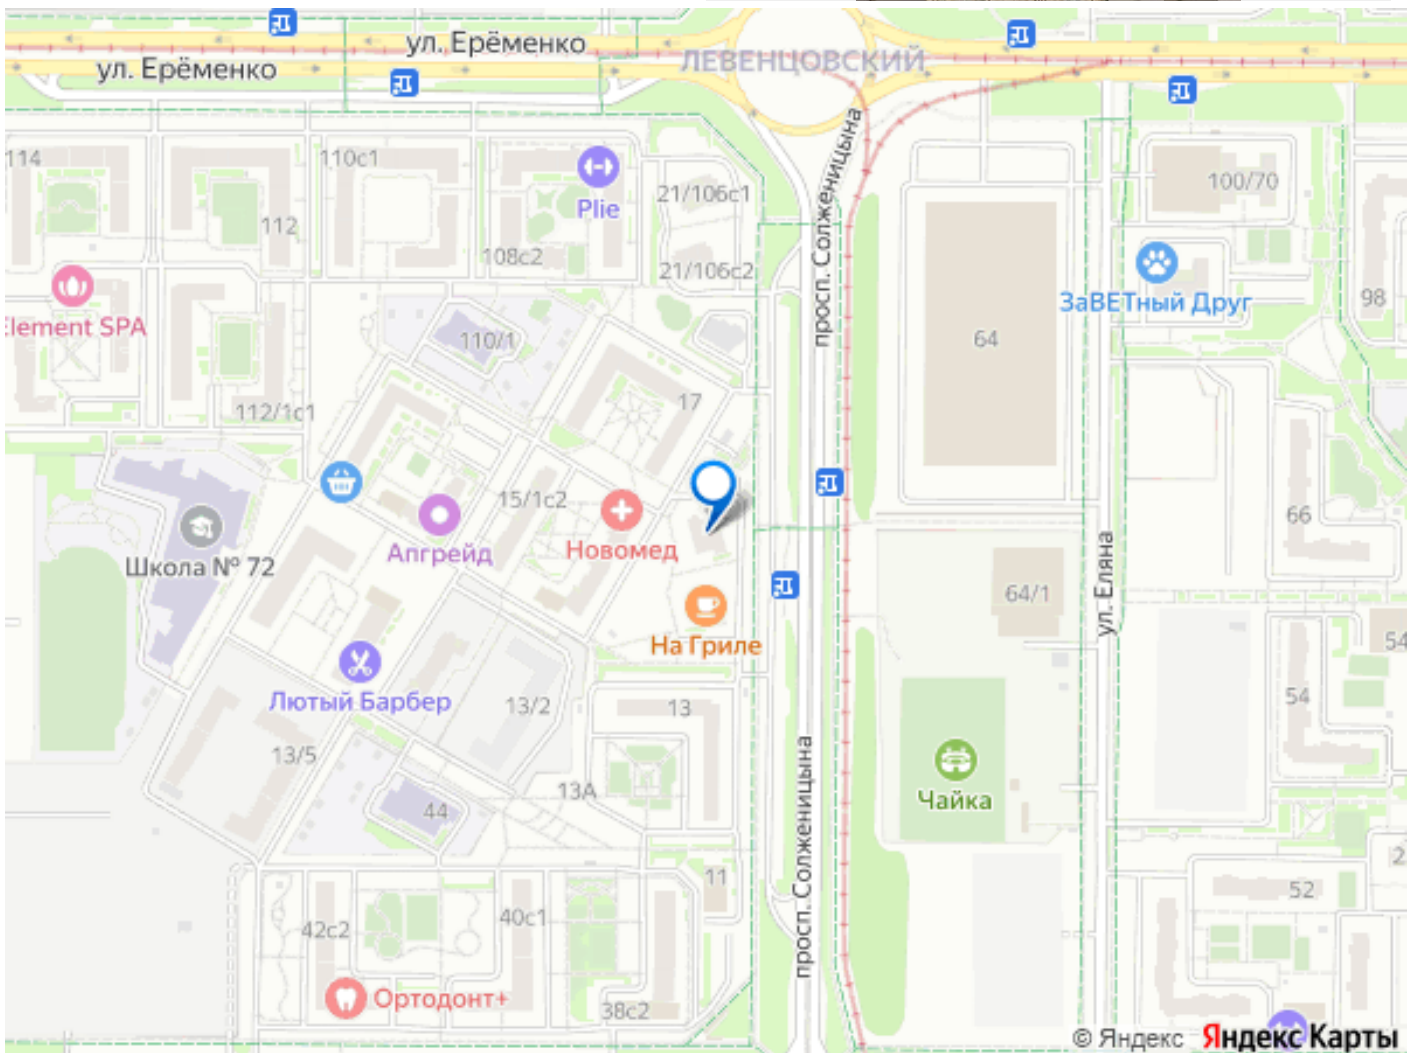 ул. Ерёменко
ЛЕВЕНЦОВСКИЙ
ул. Ерёменко
просп. Солженицына
114
110с1
Plie
21/106с1
100/70
112
108с2
21/106с2
ЗаВЕТный Друг
98
Element SPA
110/1
64
112/1с1
17
15/1с2
66
Апгрейд
Новомед
Школа № 72
64/1
ул. Еляна
На Гриле
54
Лютый Барбер
13/2
13
54
13/5
13А
Чайка
44
просп. Солженицына
11
2
52
42с2
40с1
Ортодонт+
38с2
© Яндекс Яндекс Карты